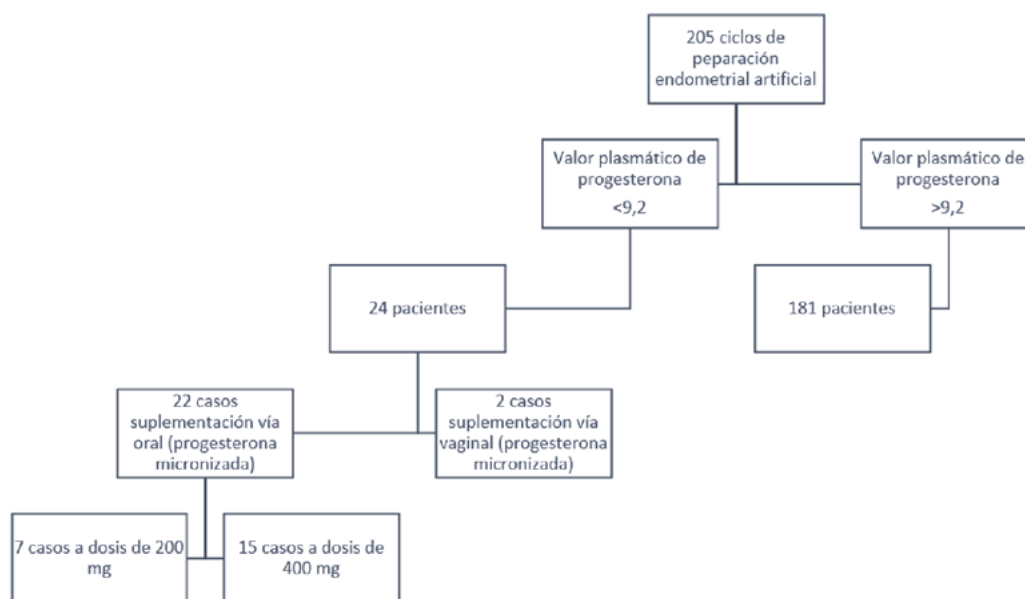 205 ciclos de
peparación
endometrial artificial
Valor plasmático de
progesterona
<9,2
Valor plasmático de
progesterona
>9,2
24 pacientes
181 pacientes
22 casos
suplementación vía
oral (progesterona
micronizada)
2 casos
suplementación vía
vaginal (progesterona
micronizada)
7 casos a dosis de 200
mg
15 casos a dosis de
400 mg